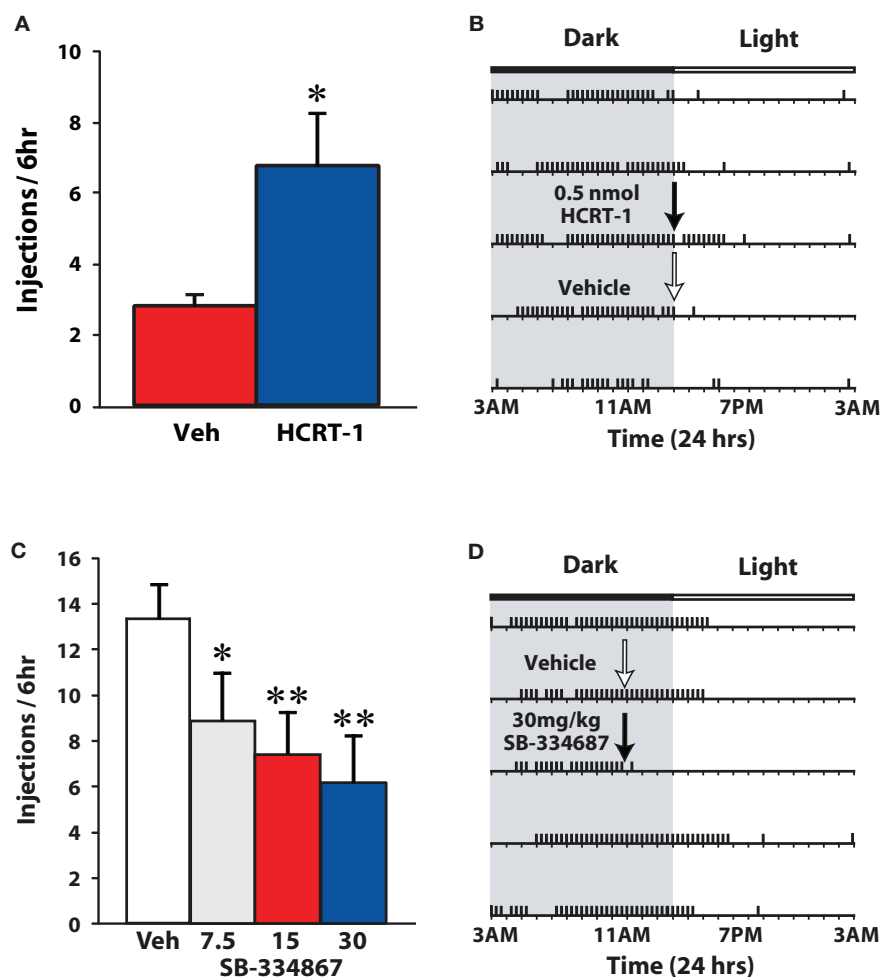 A
10
8
6
4
2
0
Injections / 6hr
*
Veh HCRT-1
B
Dark Light
0.5 nmol
HCRT-1
Vehicle
3AM 11AM 7PM 3AM
Time (24 hrs)
C
16
14
12
10
8
6
4
2
0
Injections / 6hr
*
**
**
Veh 7.5 15 30
SB-334867
D
Dark Light
Vehicle
30mg/kg
SB-334687
3AM 11AM 7PM 3AM
Time (24 hrs)